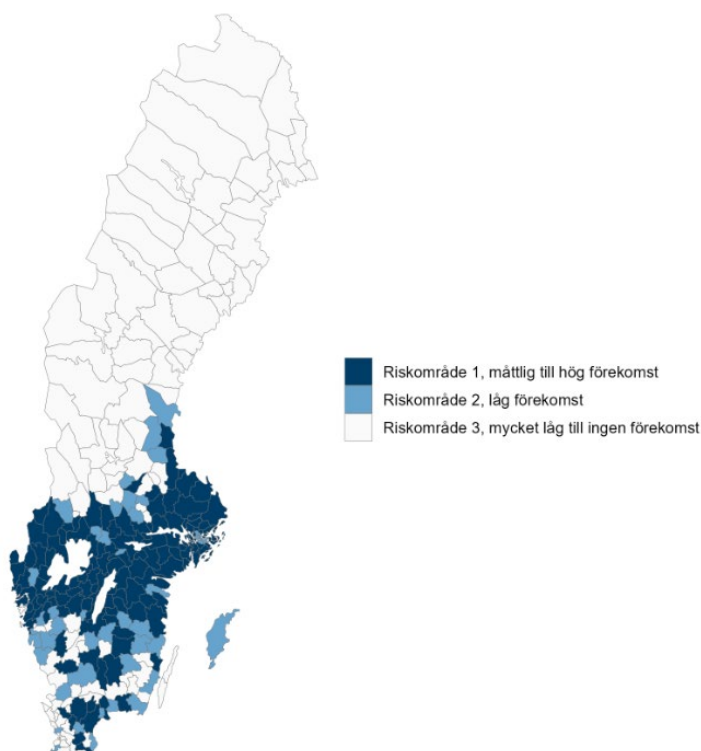 Riskområde 1, måttlig till hög förekomst
Riskområde 2, låg förekomst
Riskområde 3, mycket låg till ingen förekomst